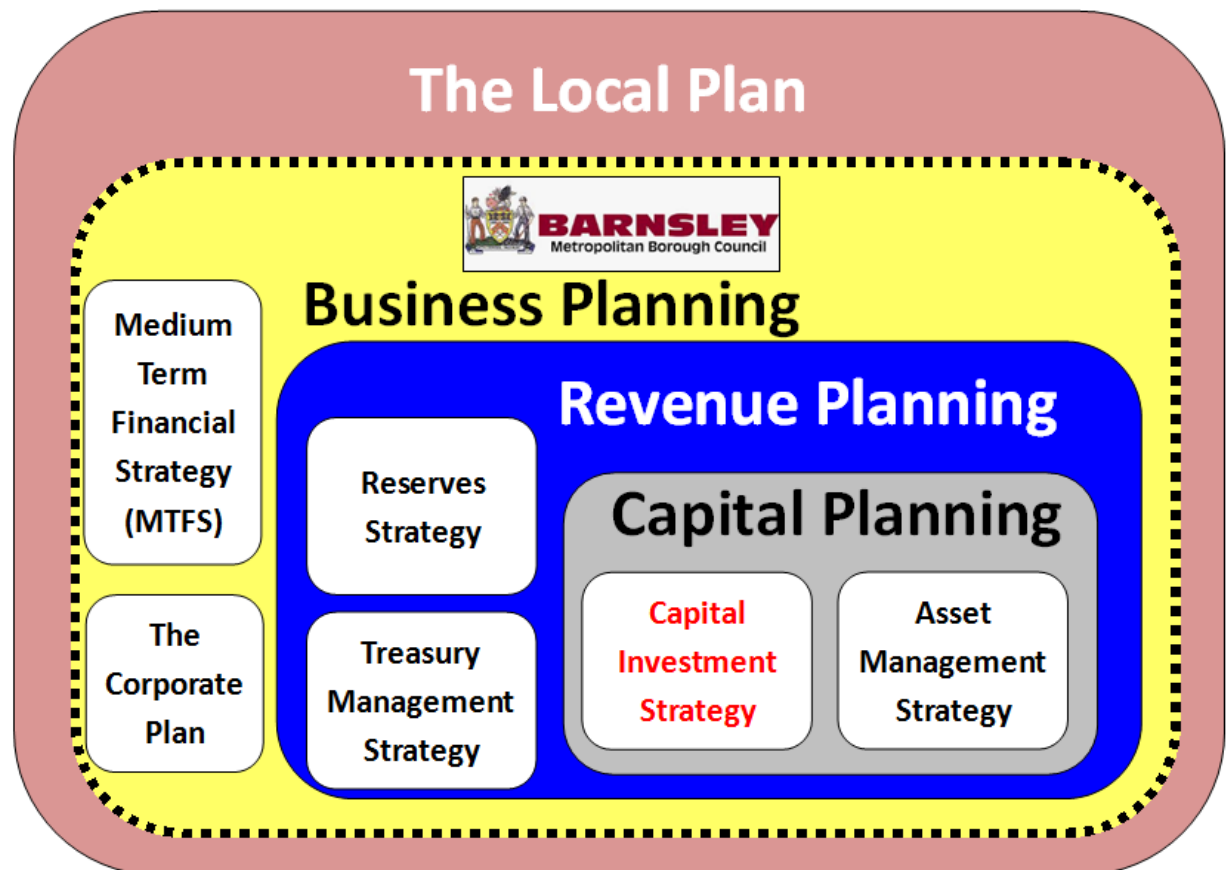 The Local Plan
BARNSLEY
Metropolitan Borough Council
Business Planning
Medium
Term
Financial
Strategy
(MTFS)
The
Corporate
Plan
Revenue Planning
Reserves
Strategy
Treasury
Management
Strategy
Capital Planning
Capital
Investment
Strategy
Asset
Management
Strategy